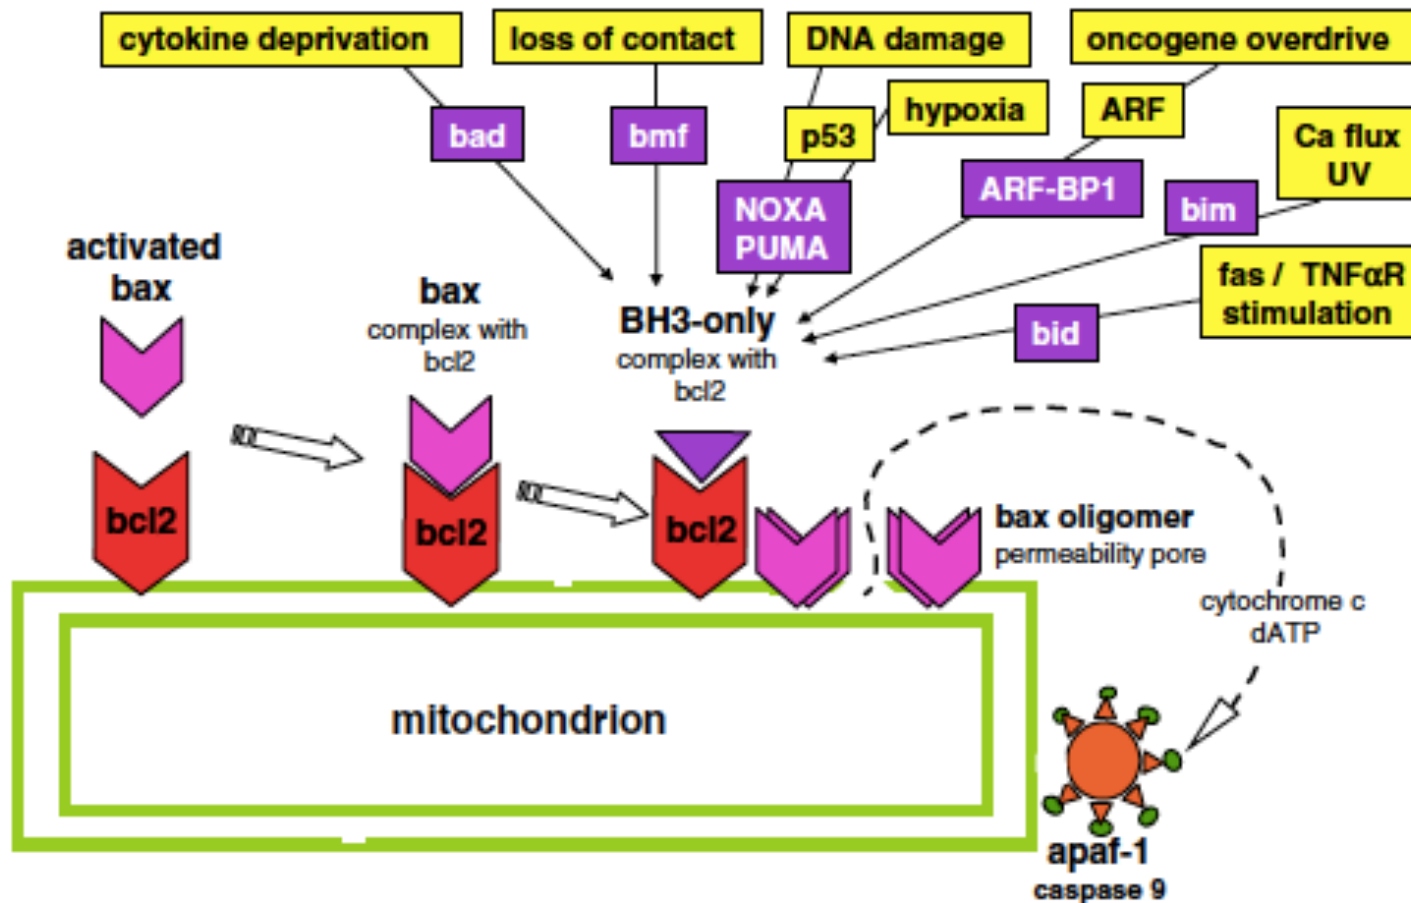 cytokine deprivation
loss of contact
DNA damage
oncogene overdrive
hypoxia
ARF
p53
bad
bmf
Ca flux
UV
ARF-BP1
NOXA
PUMA
bim
activated
bax
bax
complex with
bcl2
BH3-only
complex with
bcl2
fas / TNFαR
stimulation
bid
bcl2
bcl2
bcl2
bax oligomer
permeability pore
cytochrome c
dATP
mitochondrion
apaf-1
caspase 9